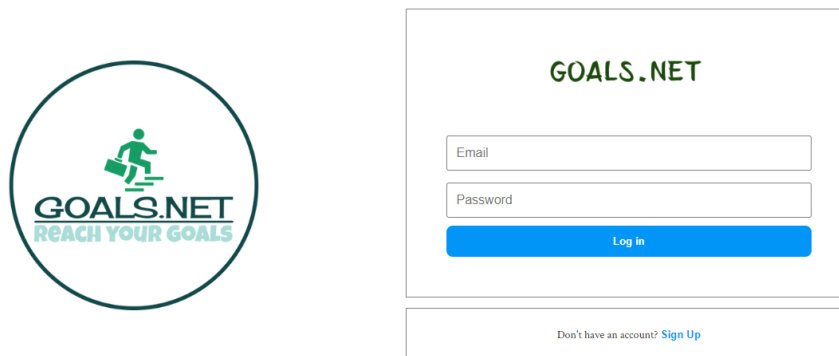 GOALS.NET
REACH YOUR GOALS
GOALS.NET
Email
Password
Log in
Don't have an account? Sign Up